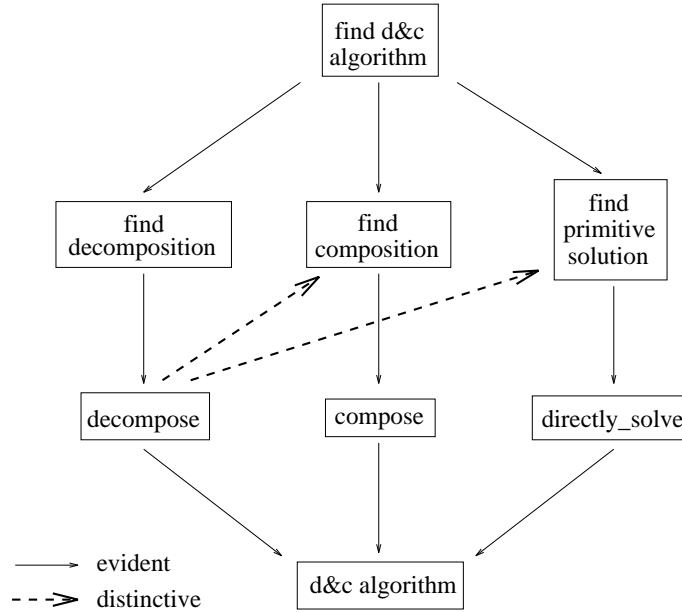 find d&c
algorithm
find
decomposition
find
composition
find
primitive
solution
decompose
compose
directly_solve
evident
distinctive
d&c algorithm